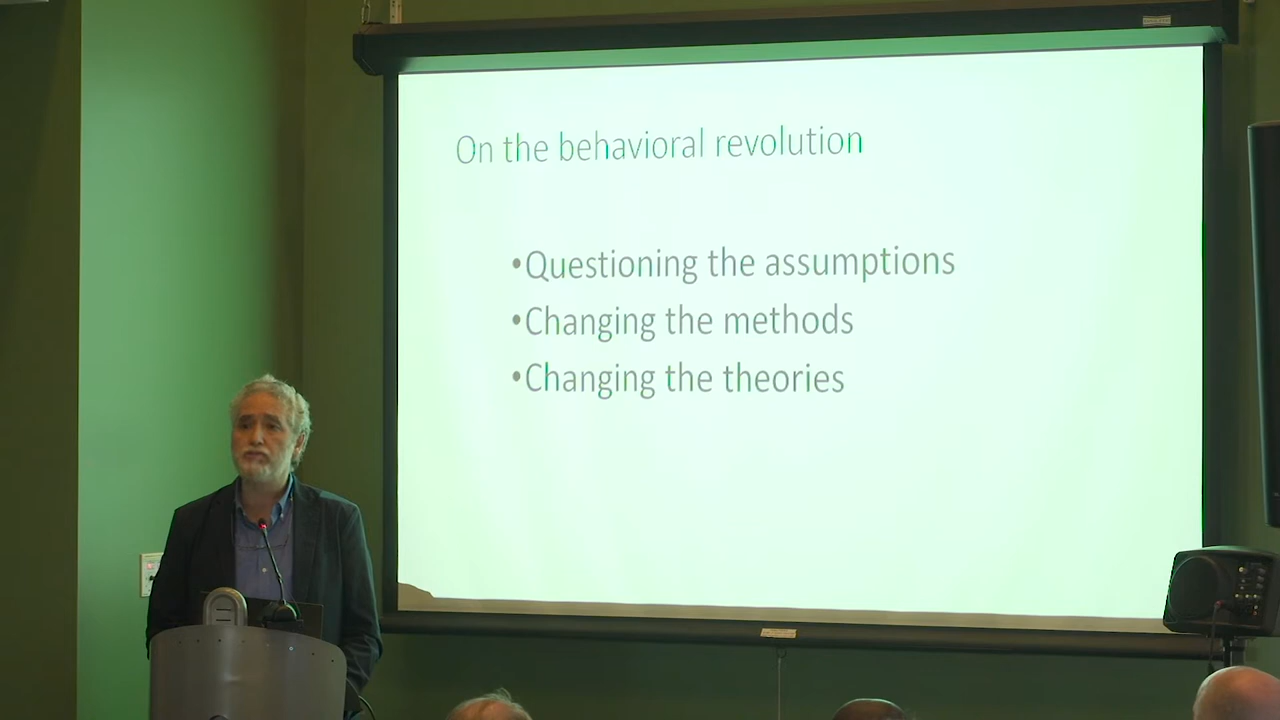 On the behavioral revolution
•Questioning the assumptions
•Changing the methods
•Changing the theories